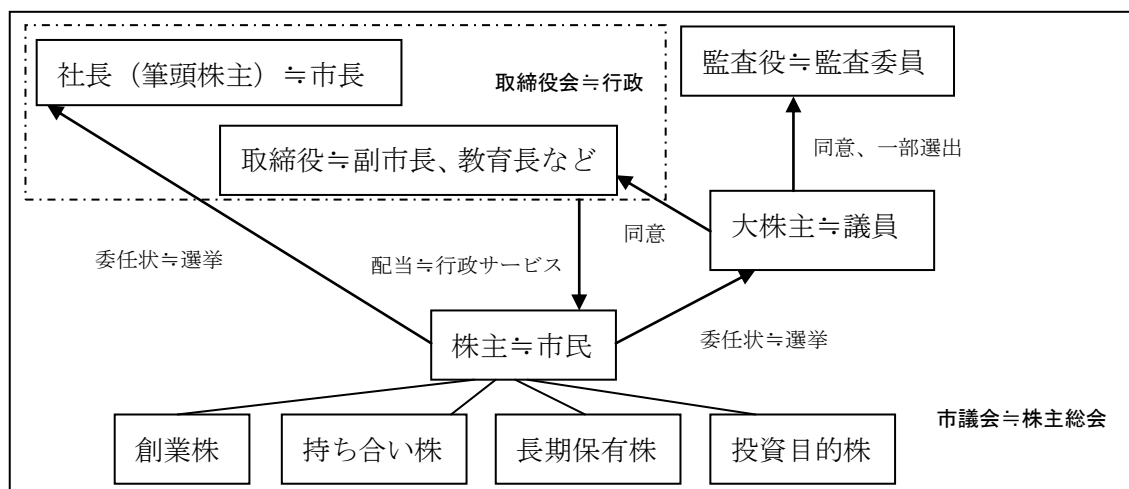 社長（筆頭株主）≒市長
取締役会≒行政
監査役≒監査委員
取締役≒副市長、教育長など
同意、一部選出
大株主≒議員
同意
委任状≒選挙
配当≒行政サービス
株主≒市民
委任状≒選挙
市議会≒株主総会
創業株
持ち合い株
長期保有株
投資目的株